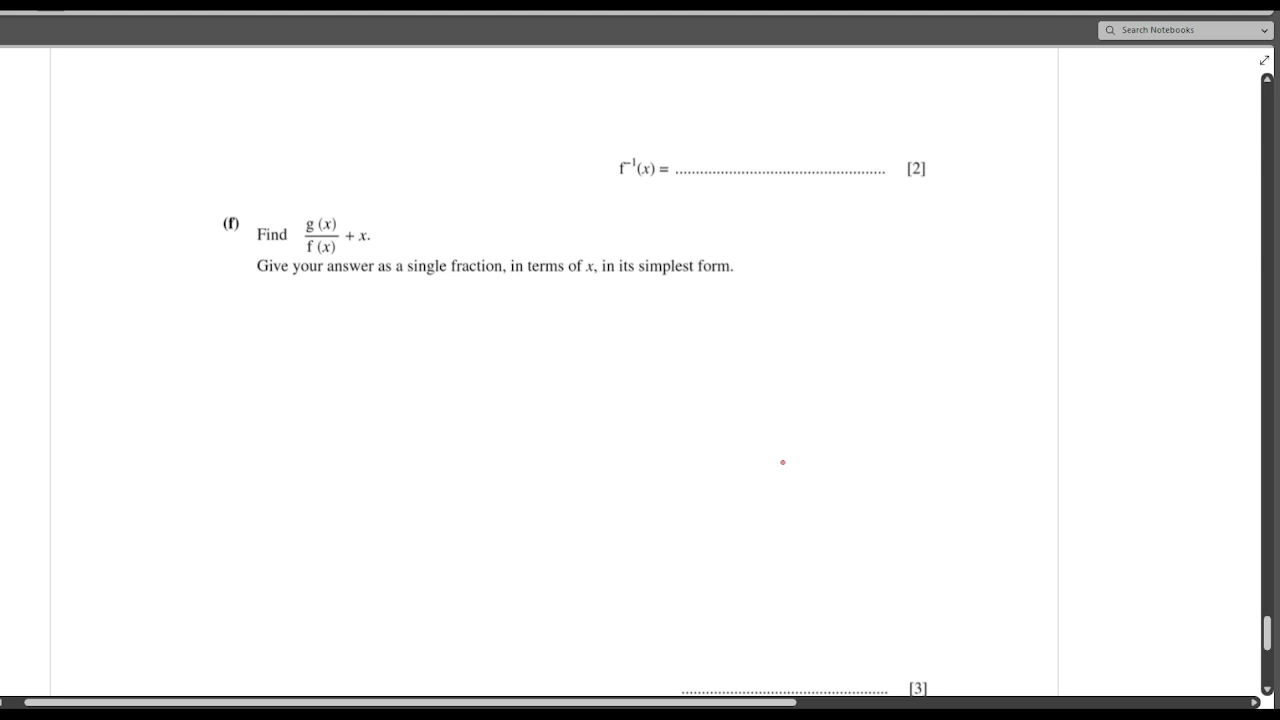 Search Notebooks
f⁻¹(x) = .................................................... [2]
(f) Find g (x) / f (x) + x.
Give your answer as a single fraction, in terms of x, in its simplest form.
.................................................... [3]